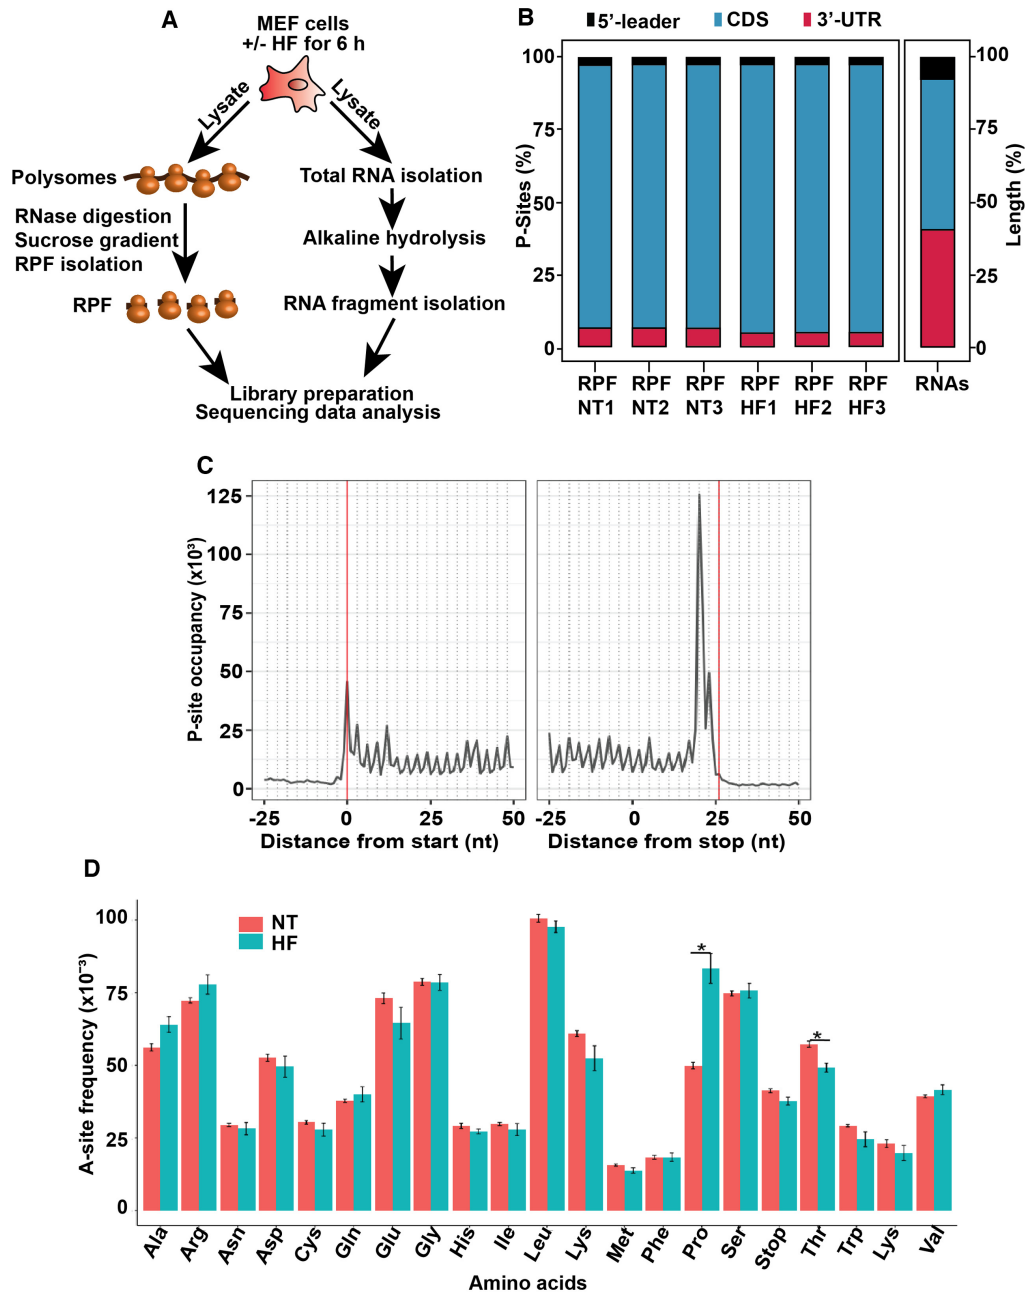 A
MEF cells
+/- HF for 6 h
Lysate
Lysate
Polysomes
RNase digestion
Sucrose gradient
RPF isolation
RPF
Total RNA isolation
Alkaline hydrolysis
RNA fragment isolation
Library preparation
Sequencing data analysis
B
5'-leader CDS 3'-UTR
P-Sites (%)
100
75
50
25
0
Length (%)
100
75
50
25
0
RPF NT1
RPF NT2
RPF NT3
RPF HF1
RPF HF2
RPF HF3
RNAs
C
P-site occupancy (x10³)
125
100
75
50
25
0
-25 0 25 50
Distance from start (nt)
-25 0 25 50
Distance from stop (nt)
D
A-site frequency (x10⁻³)
100
75
50
25
0
NT
HF
*
*
Ala Arg Asn Asp Cys Gln Glu Gly His Ile Leu Lys Met Phe Pro Ser Stop Thr Trp Lys Val
Amino acids